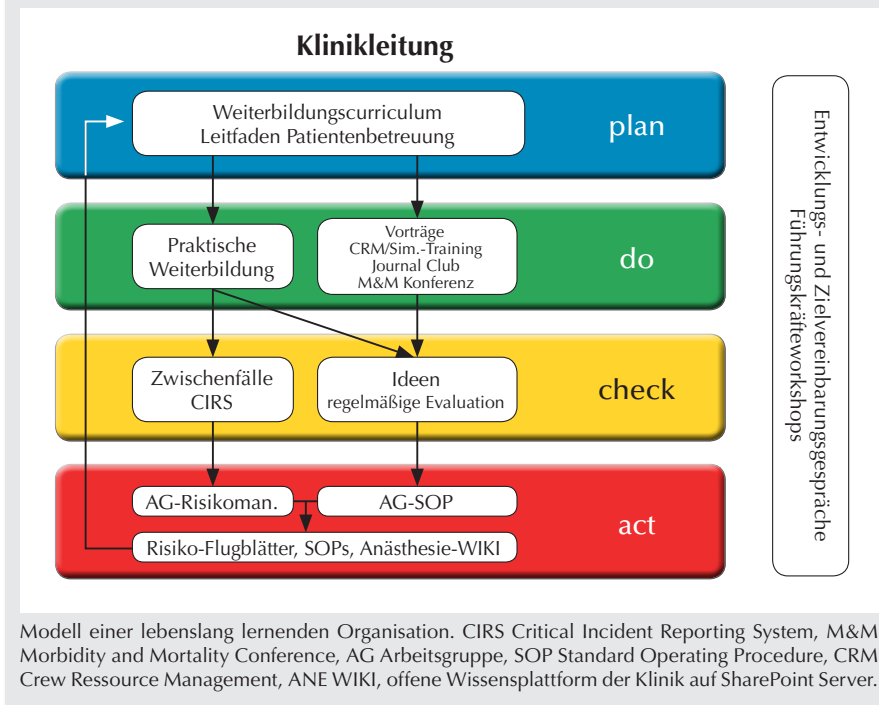 Klinikleitung
Weiterbildungscurriculum
Leitfaden Patientenbetreuung
plan
Praktische
Weiterbildung
Vorträge
CRM/Sim.-Training
Journal Club
M&M Konferenz
do
Zwischenfälle
CIRS
Ideen
regelmäßige Evaluation
check
AG-Risikoman.
AG-SOP
Risiko-Flugblätter, SOPs, Anästhesie-WIKI
act
Entwicklungs- und Zielvereinbarungsgespräche
Führungskräfteworkshops
Modell einer lebenslang lernenden Organisation. CIRS Critical Incident Reporting System, M&M
Morbidity and Mortality Conference, AG Arbeitsgruppe, SOP Standard Operating Procedure, CRM
Crew Ressource Management, ANE WIKI, offene Wissensplattform der Klinik auf SharePoint Server.